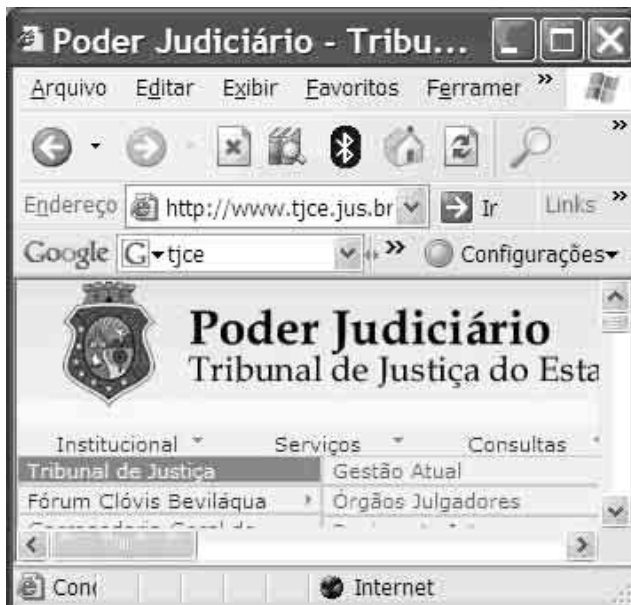 Poder Judiciário - Tribu...
Arquivo Editar Exibir Favoritos Ferramer »
»
Endereço http://www.tjce.jus.br Ir Links »
Google G tjce » Configurações
Poder Judiciário
Tribunal de Justiça do Esta
Institucional Serviços Consultas
Tribunal de Justiça Gestão Atual
Fórum Clóvis Beviláqua Órgãos Julgadores
Internet